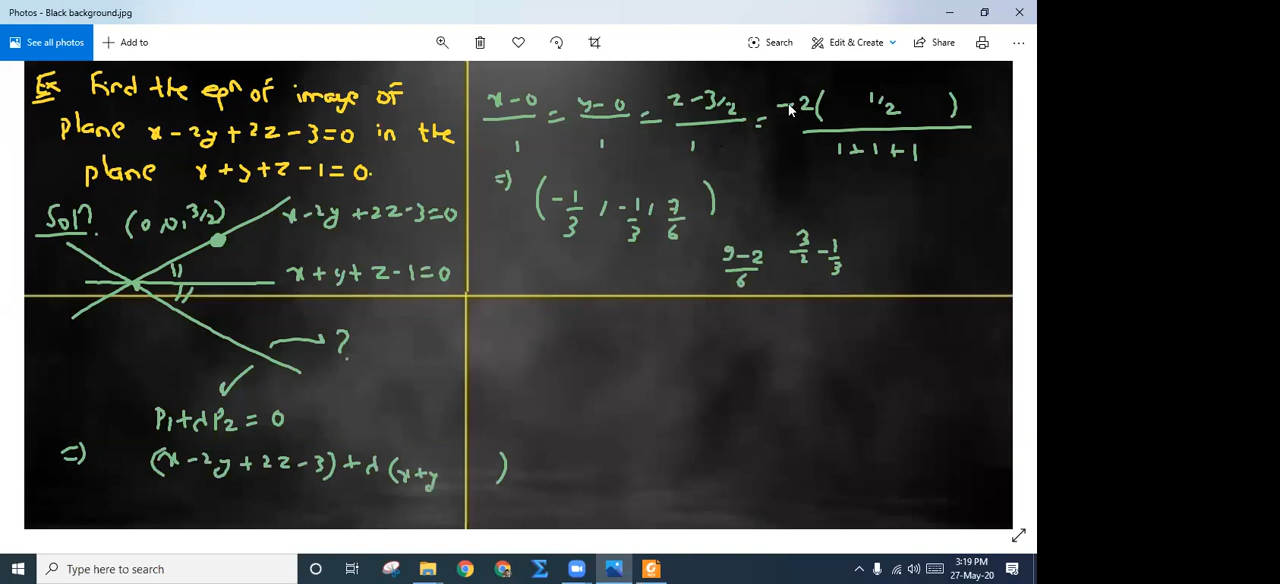 Photos - Black background.jpg
See all photos
Add to
Search
Edit & Create
Share
Ex Find the eqn of image of
plane x-2y+2z-3=0 in the
plane x+y+z-1=0.
Soln. (0,0,3/2)
x-2y+2z-3=0
x+y+z-1=0
?
P1+λP2=0
=> (x-2y+2z-3)+λ(x+y )
x-0/1 = y-0/1 = z-3/2/1 = -2(1/2)/1+1+1
=> (-1/3, -1/3, 7/6)
9-2/6 3/2-1/3
Type here to search
3:19 PM
27-May-20